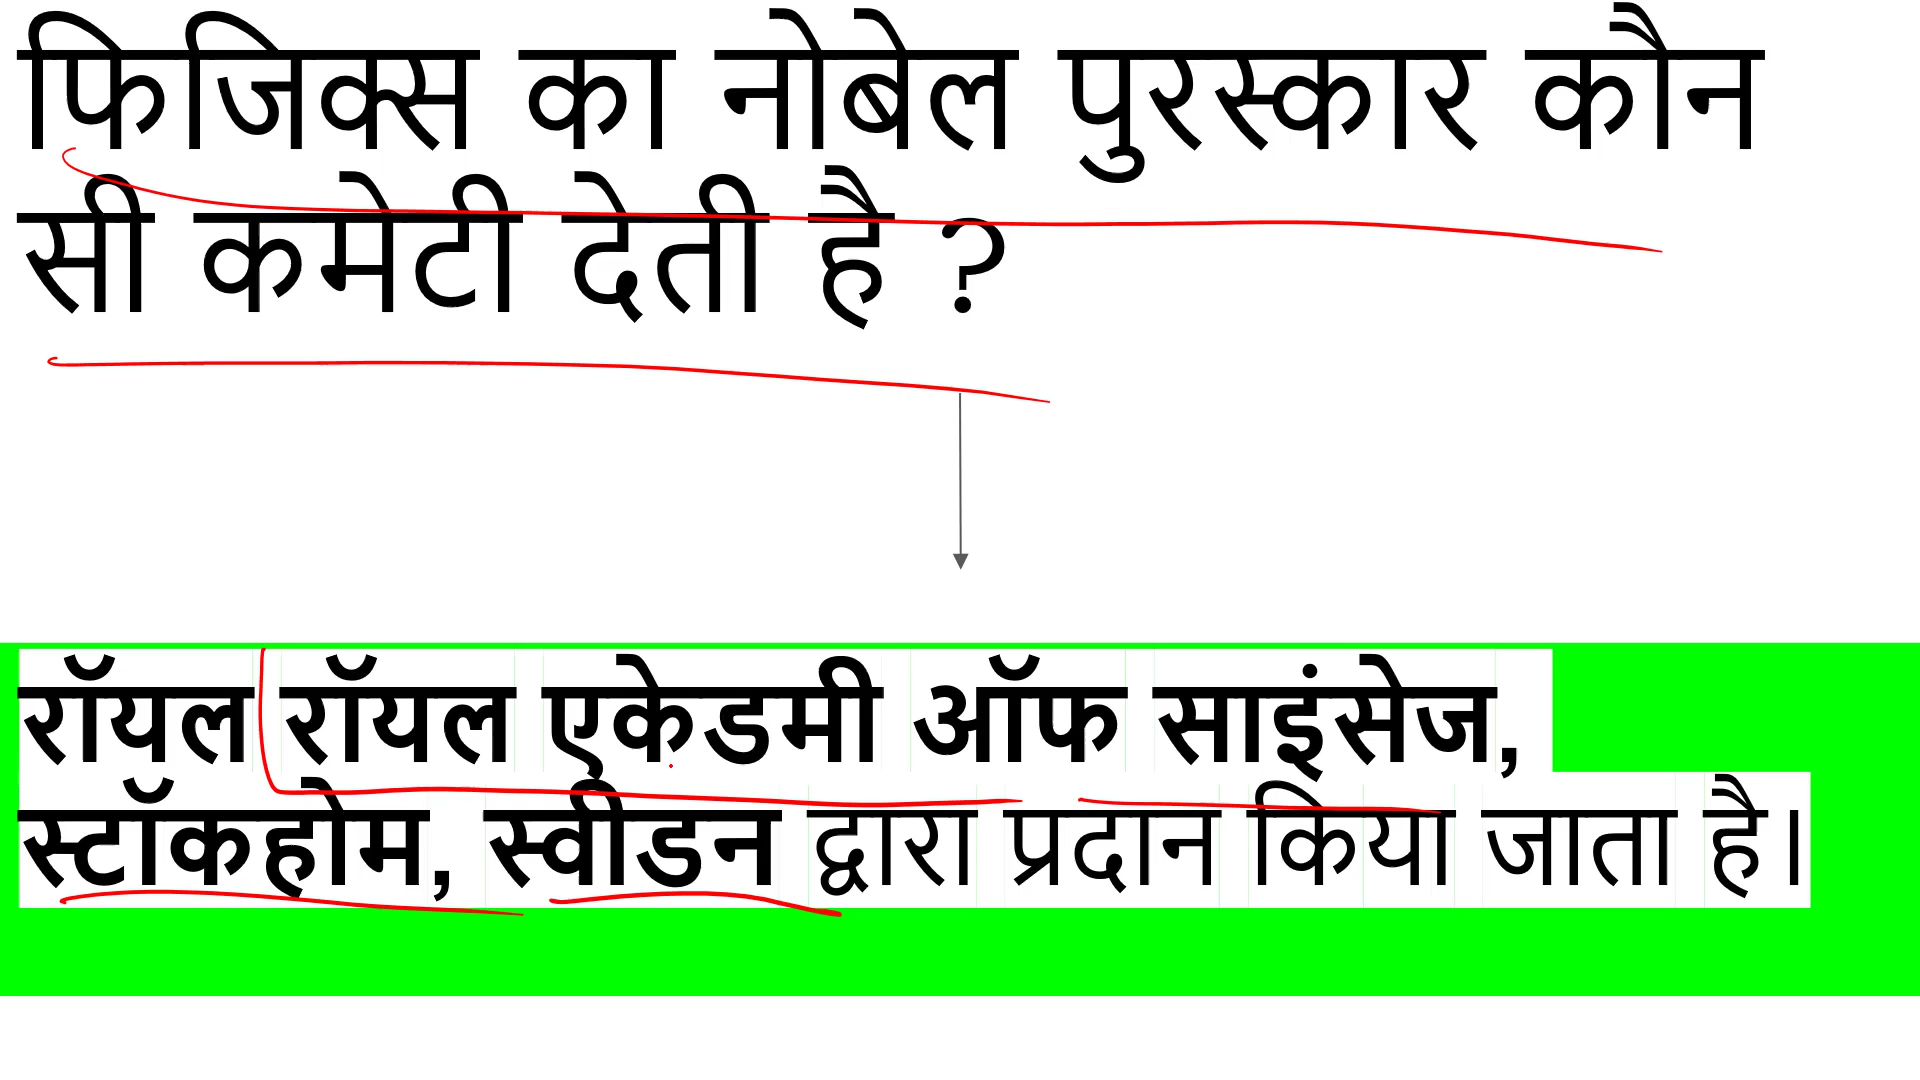 फिजिक्स का नोबेल पुरस्कार कौन
सी कमेटी देती है ?
रॉयल रॉयल एकेडमी ऑफ साइंसेज,
स्टॉकहोम, स्वीडन द्वारा प्रदान किया जाता है।